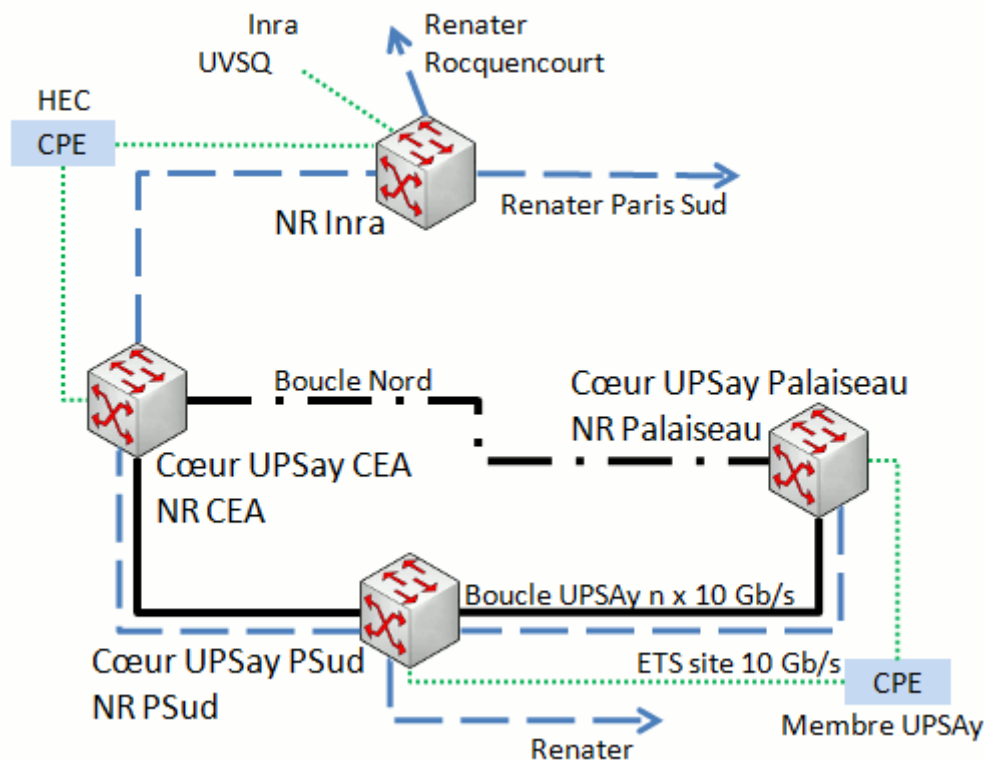 Inra
UVSQ
Renater
Rocquencourt
HEC
CPE
NR Inra
Renater Paris Sud
Boucle Nord
Cœur UPSay Palaiseau
NR Palaiseau
Cœur UPSay CEA
NR CEA
Boucle UPSAy n x 10 Gb/s
Cœur UPSay PSud
NR PSud
ETS site 10 Gb/s
CPE
Membre UPSAy
Renater